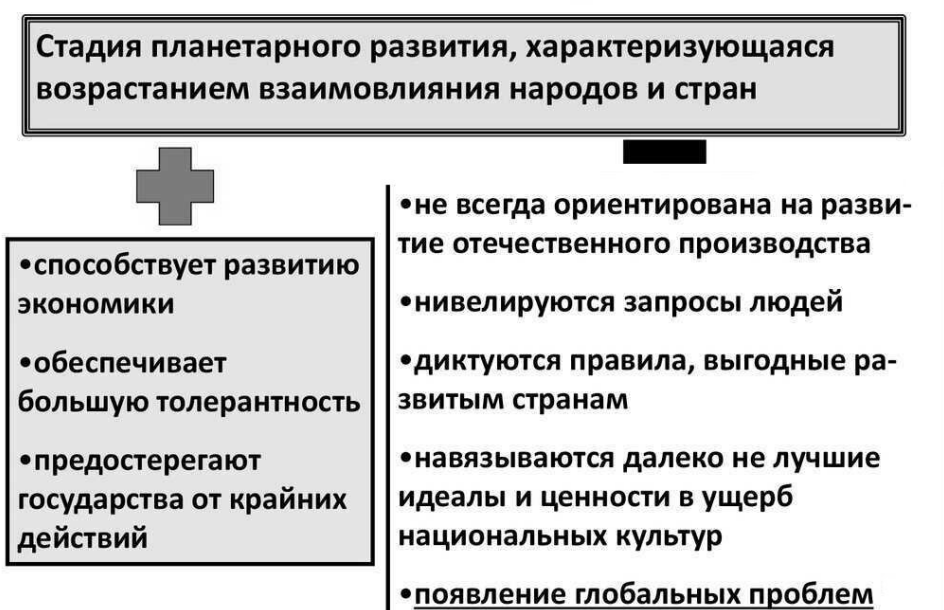 Стадия планетарного развития, характеризующаяся
возрастанием взаимовлияния народов и стран
•способствует развитию
экономики
•обеспечивает
большую толерантность
•предостерегают
государства от крайних
действий
•не всегда ориентирована на разви-
тие отечественного производства
•нивелируются запросы людей
•диктуются правила, выгодные ра-
звитым странам
•навязываются далеко не лучшие
идеалы и ценности в ущерб
национальных культур
•появление глобальных проблем